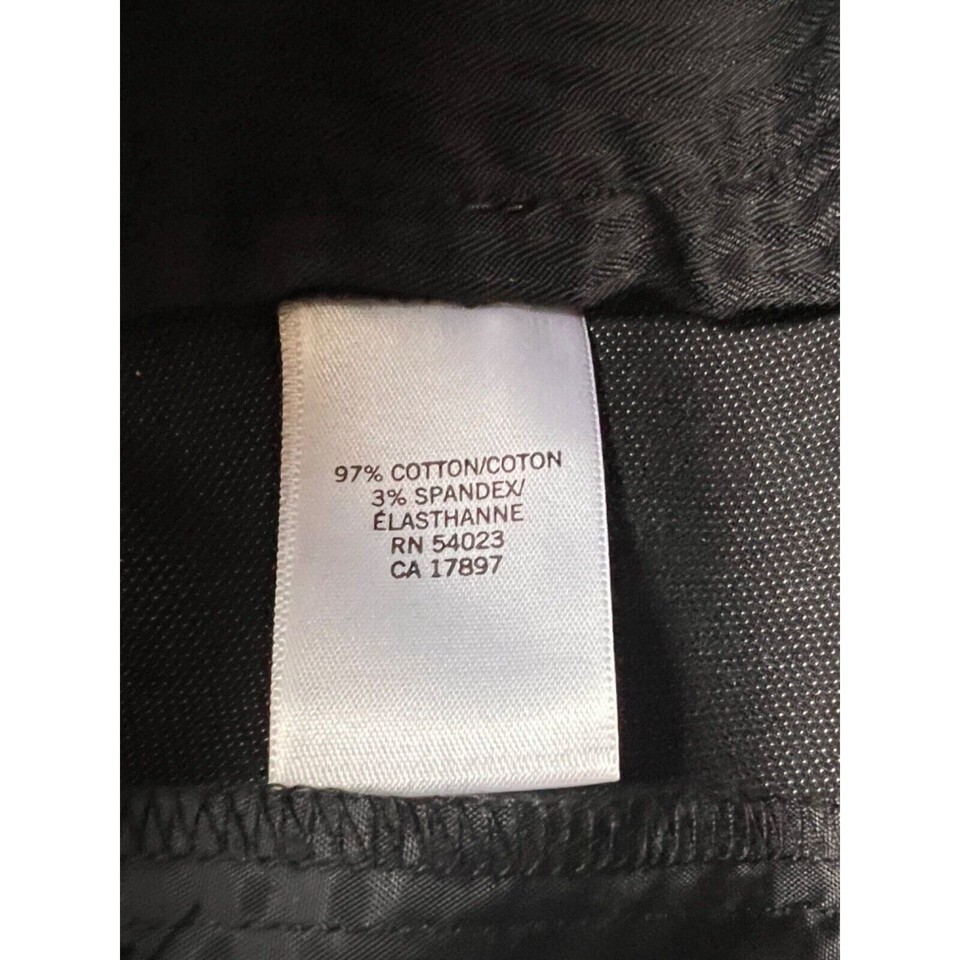 97% COTTON/COTON
3% SPANDEX/
ÉLASTHANNE
RN 54023
CA 17897